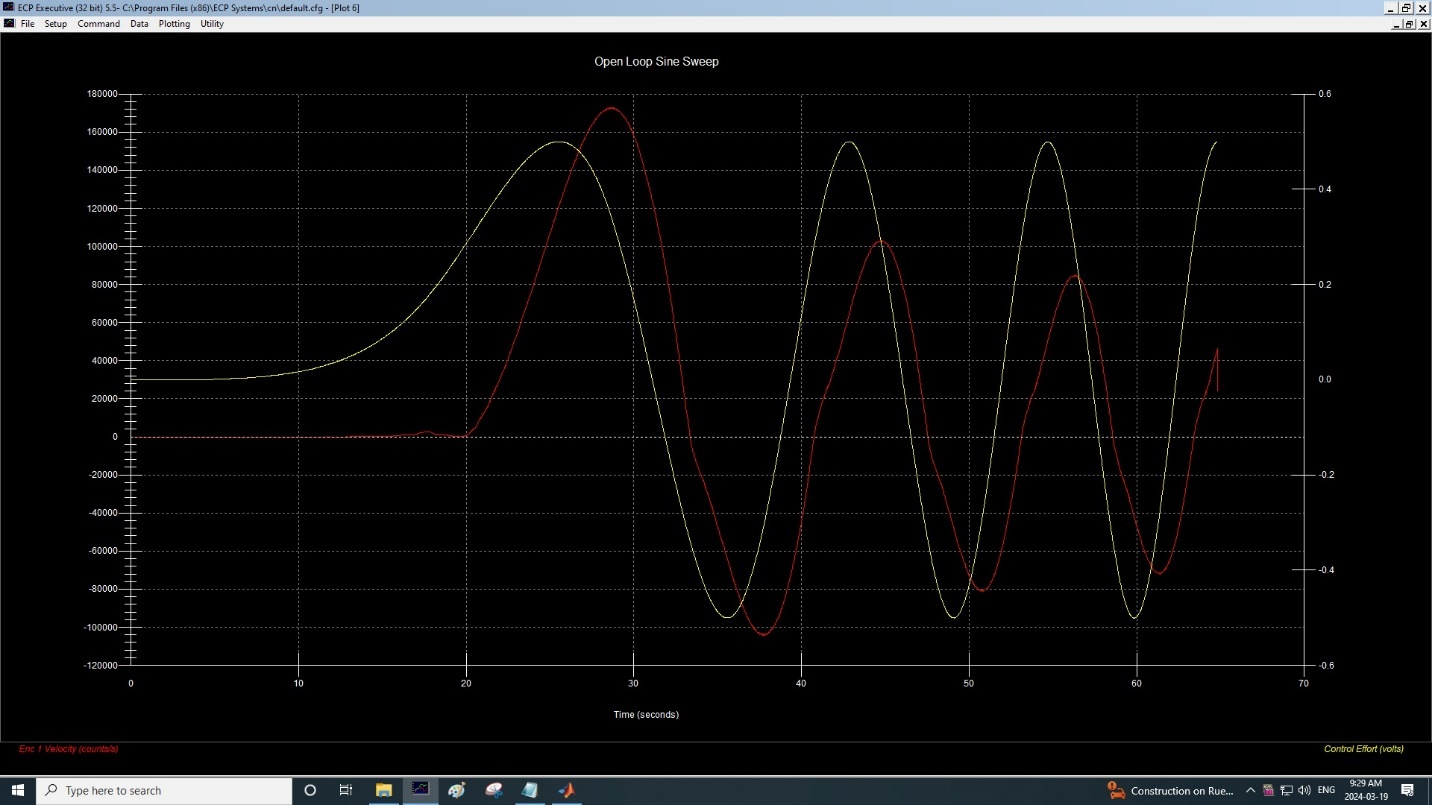 ECP Executive (32 bit) 5.5- C:\Program Files (x86)\ECP Systems\cn\default.cfg - [Plot 6]
File Setup Command Data Plotting Utility
Open Loop Sine Sweep
180000 0.6
160000
140000 0.4
120000
100000
80000 0.2
60000
40000 0.0
20000
0
-20000 -0.2
-40000
-60000
-80000 -0.4
-100000
-120000 -0.6
0 10 20 30 40 50 60 70
Time (seconds)
Enc 1 Velocity (counts/s) Control Effort (volts)
Type here to search
Construction on Rue... ENG 9:29 AM
2024-03-19